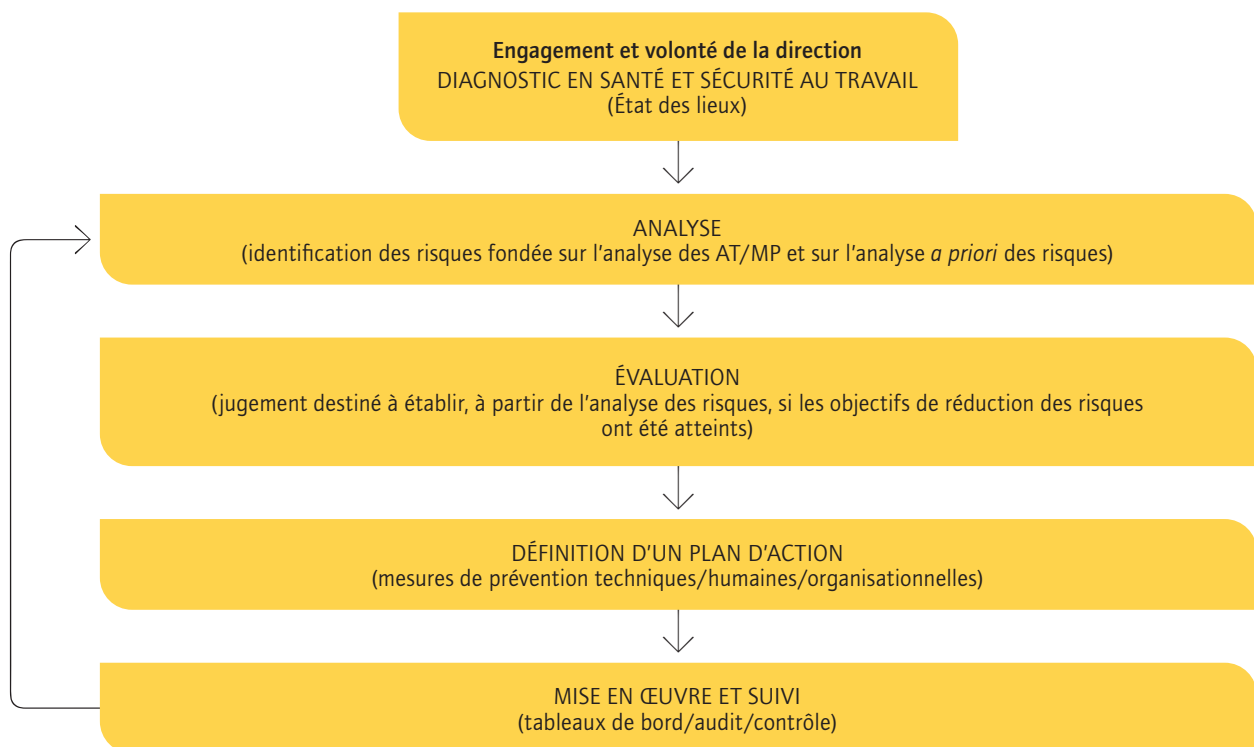 Engagement et volonté de la direction
DIAGNOSTIC EN SANTÉ ET SÉCURITÉ AU TRAVAIL
(État des lieux)
ANALYSE
(identification des risques fondée sur l’analyse des AT/MP et sur l’analyse a priori des risques)
ÉVALUATION
(jugement destiné à établir, à partir de l’analyse des risques, si les objectifs de réduction des risques
ont été atteints)
DÉFINITION D’UN PLAN D’ACTION
(mesures de prévention techniques/humaines/organisationnelles)
MISE EN ŒUVRE ET SUIVI
(tableaux de bord/audit/contrôle)